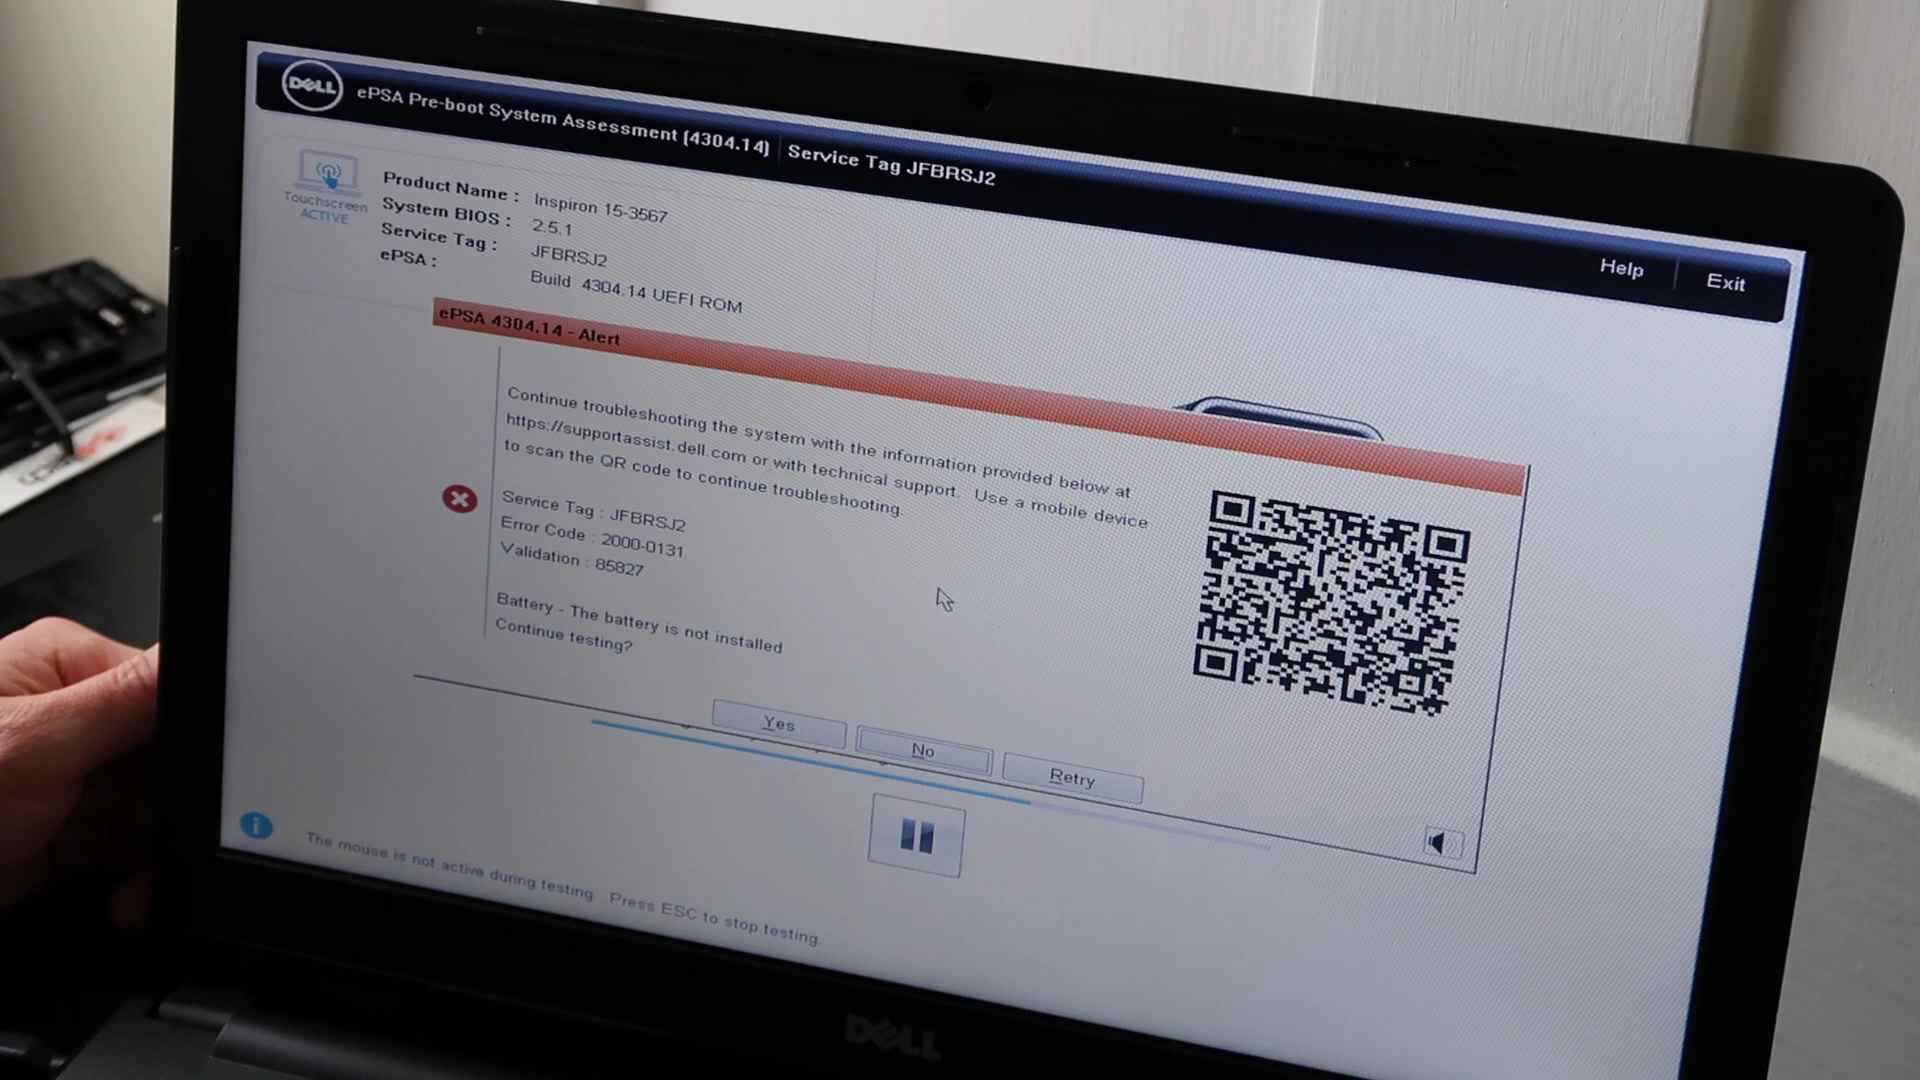 DELL
ePSA Pre-boot System Assessment (4304.14) Service Tag JFBRSJ2
Help Exit
Touchscreen
ACTIVE
Product Name : Inspiron 15-3567
System BIOS : 2.5.1
Service Tag : JFBRSJ2
ePSA : Build 4304.14 UEFI ROM
ePSA 4304.14 - Alert
Continue troubleshooting the system with the information provided below at
https://supportassist.dell.com or with technical support. Use a mobile device
to scan the QR code to continue troubleshooting.
Service Tag : JFBRSJ2
Error Code : 2000-0131
Validation : 85827
Battery - The battery is not installed
Continue testing?
Yes No Retry
The mouse is not active during testing. Press ESC to stop testing.
DELL